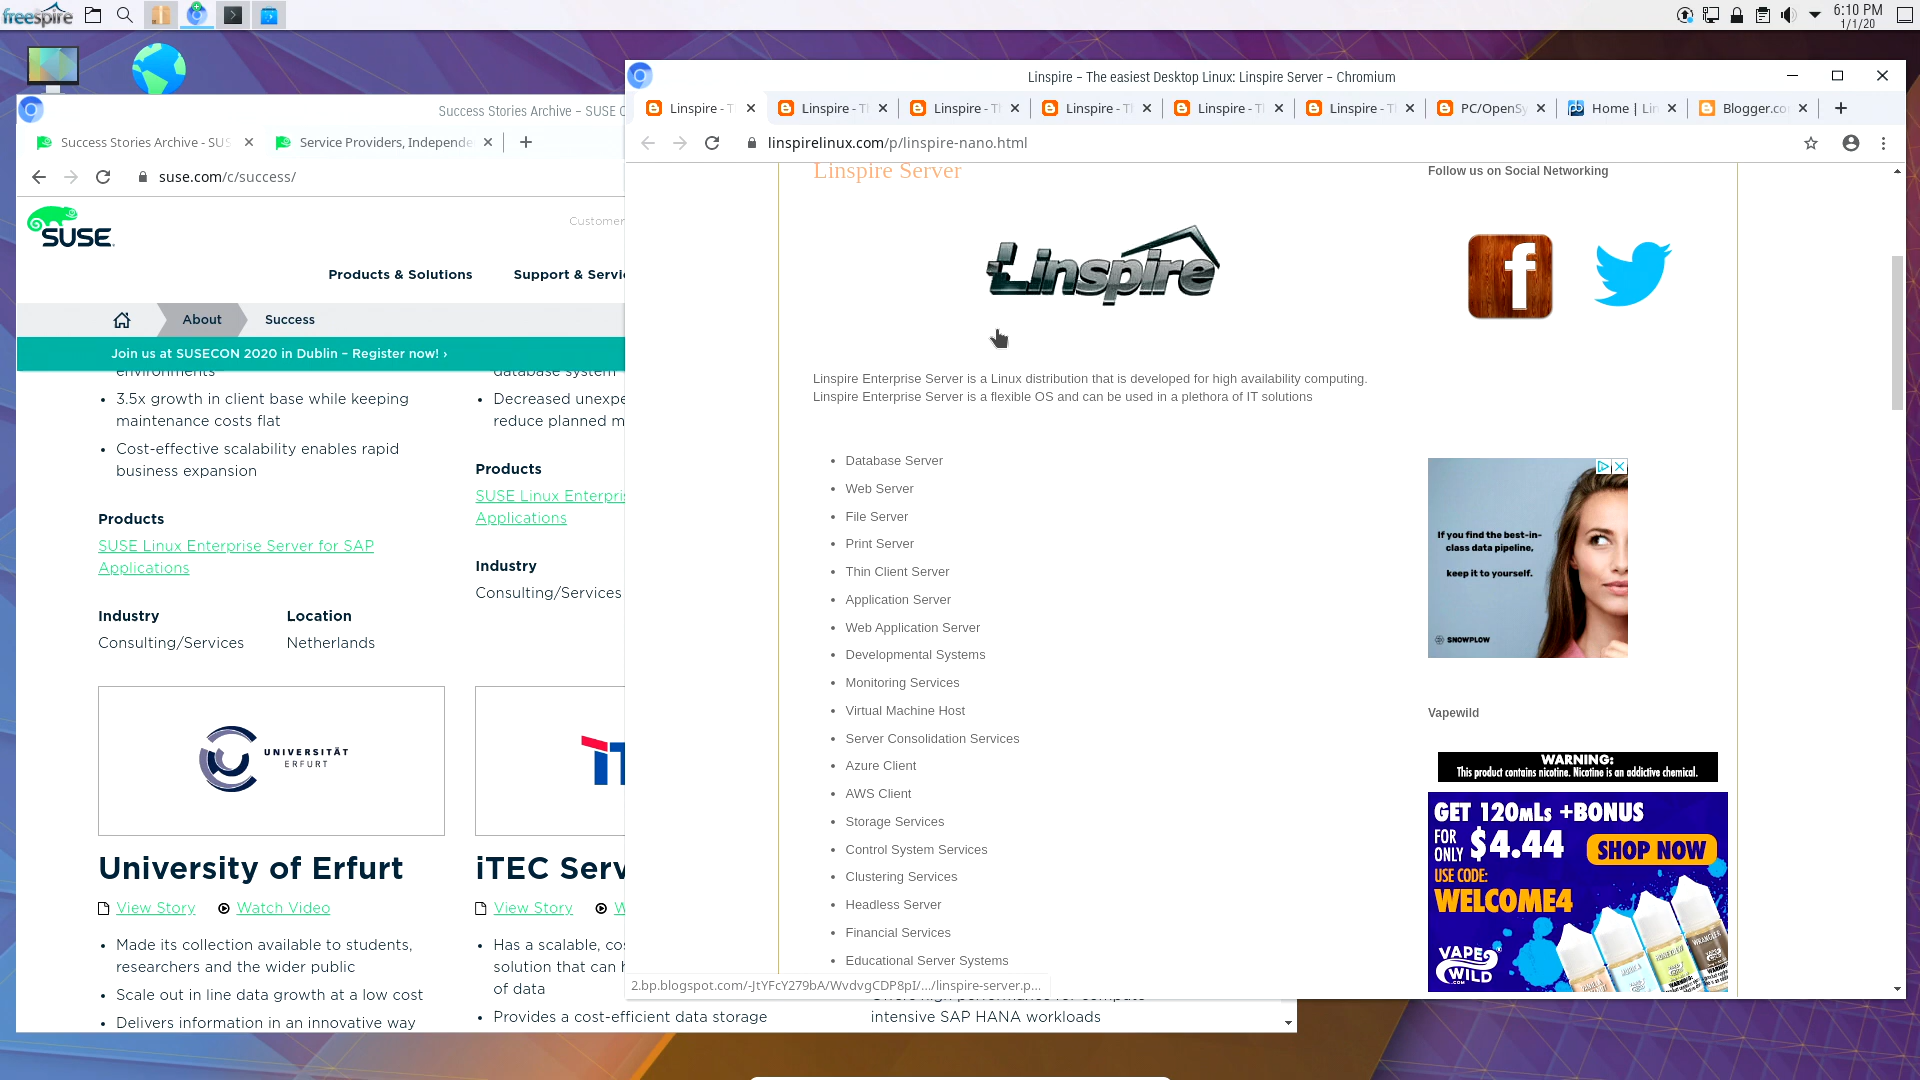 freespire
6:10 PM
1/1/20
Success Stories Archive – SUSE C
Success Stories Archive - SUS
Service Providers, Independe
suse.com/c/success/
SUSE
Customer
Products & Solutions
Support & Servic
About
Success
Join us at SUSECON 2020 in Dublin – Register now! ›
environments
• 3.5x growth in client base while keeping
maintenance costs flat
• Cost-effective scalability enables rapid
business expansion
Products
SUSE Linux Enterprise Server for SAP
Applications
Industry
Location
Consulting/Services
Netherlands
database system
• Decreased unexpe
reduce planned m
Products
SUSE Linux Enterpris
Applications
Industry
Consulting/Services
UNIVERSITÄT
ERFURT
iT
University of Erfurt
View Story
Watch Video
• Made its collection available to students,
researchers and the wider public
• Scale out in line data growth at a low cost
• Delivers information in an innovative way
iTEC Serv
View Story
W
• Has a scalable, cos
solution that can h
of data
• Provides a cost-efficient data storage
intensive SAP HANA workloads
Linspire – The easiest Desktop Linux: Linspire Server – Chromium
Linspire - T
Linspire - Th
Linspire - Th
Linspire - Th
Linspire - Th
Linspire - Th
PC/OpenSy
Home | Lin
Blogger.com
linspirelinux.com/p/linspire-nano.html
Linspire Server
Linspire
Linspire Enterprise Server is a Linux distribution that is developed for high availability computing.
Linspire Enterprise Server is a flexible OS and can be used in a plethora of IT solutions
• Database Server
• Web Server
• File Server
• Print Server
• Thin Client Server
• Application Server
• Web Application Server
• Developmental Systems
• Monitoring Services
• Virtual Machine Host
• Server Consolidation Services
• Azure Client
• AWS Client
• Storage Services
• Control System Services
• Clustering Services
• Headless Server
• Financial Services
• Educational Server Systems
2.bp.blogspot.com/-JtYFcY279bA/WvdvgCDP8pI/.../linspire-server.p...
Follow us on Social Networking
f
If you find the best-in-
class data pipeline,
keep it to yourself.
SNOWPLOW
Vapewild
WARNING:
This product contains nicotine. Nicotine is an addictive chemical.
GET 120MLs +BONUS
FOR
ONLY
$4.44
SHOP NOW
USE CODE:
WELCOME4
VAPE
WILD
.COM